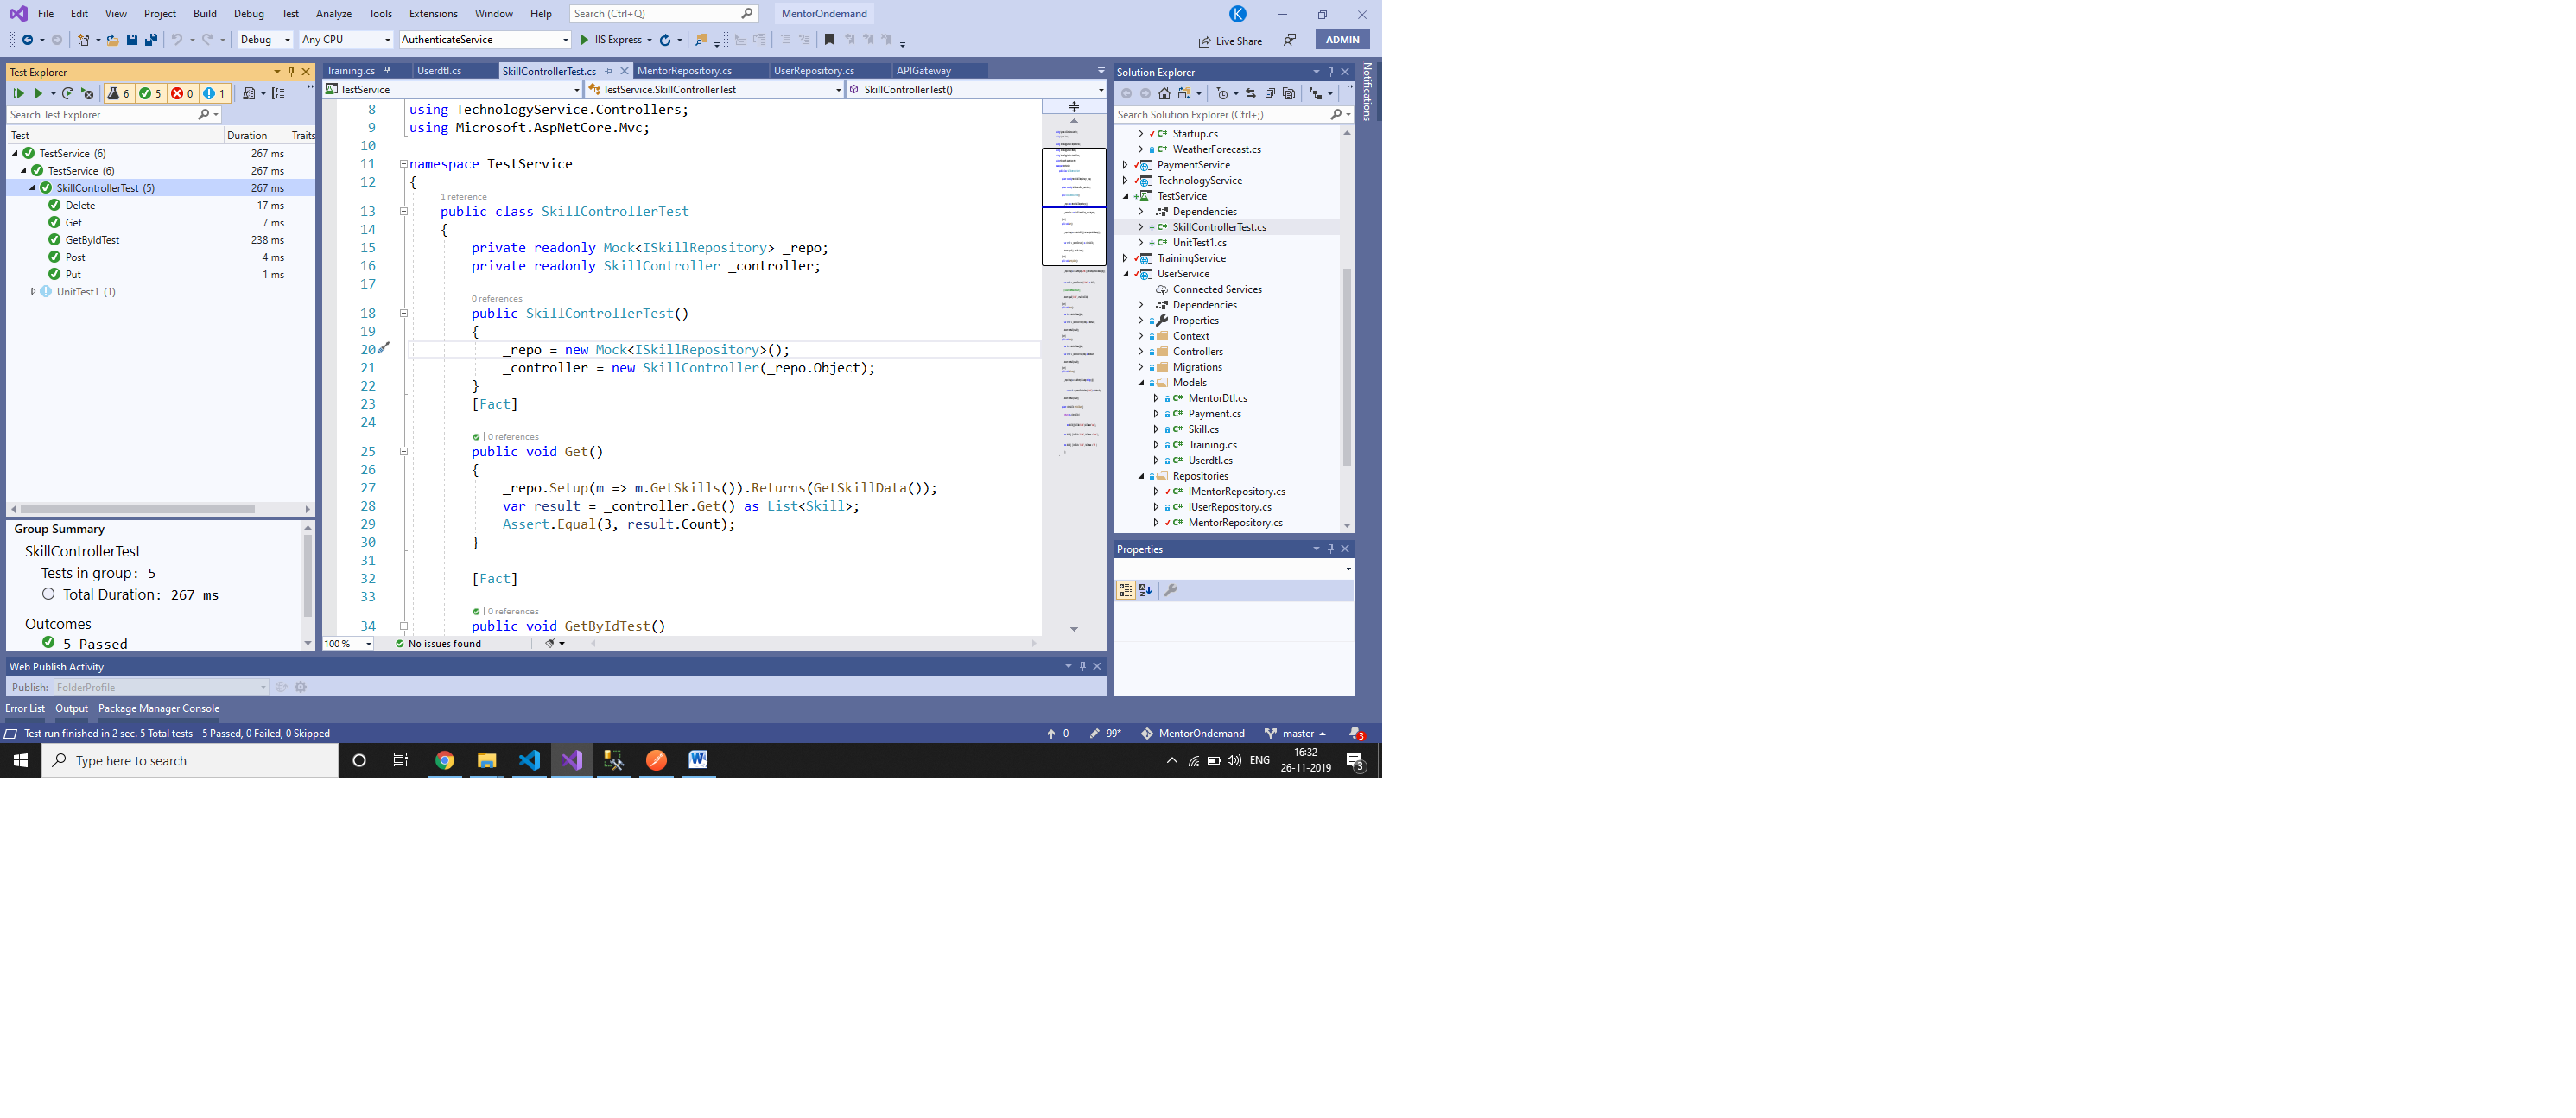 File Edit View Project Build Debug Test Analyze Tools Extensions Window Help Search (Ctrl+Q) MentorOndemand K
Debug Any CPU AuthenticateService IIS Express Live Share ADMIN
Test Explorer
6 5 0 1
Search Test Explorer
Test Duration Traits
TestService (6) 267 ms
TestService (6) 267 ms
SkillControllerTest (5) 267 ms
Delete 17 ms
Get 7 ms
GetByIdTest 238 ms
Post 4 ms
Put 1 ms
UnitTest1 (1)
Group Summary
SkillControllerTest
Tests in group: 5
Total Duration: 267 ms
Outcomes
5 Passed
Training.cs Userdtl.cs SkillControllerTest.cs MentorRepository.cs UserRepository.cs APIGateway
TestService TestService.SkillControllerTest SkillControllerTest()
8 using TechnologyService.Controllers;
9 using Microsoft.AspNetCore.Mvc;
10
11 namespace TestService
12 {
1 reference
13 public class SkillControllerTest
14 {
15 private readonly Mock<ISkillRepository> _repo;
16 private readonly SkillController _controller;
17
0 references
18 public SkillControllerTest()
19 {
20 _repo = new Mock<ISkillRepository>();
21 _controller = new SkillController(_repo.Object);
22 }
23 [Fact]
24
| 0 references
25 public void Get()
26 {
27 _repo.Setup(m => m.GetSkills()).Returns(GetSkillData());
28 var result = _controller.Get() as List<Skill>;
29 Assert.Equal(3, result.Count);
30 }
31
32 [Fact]
33
| 0 references
34 public void GetByIdTest()
100 % No issues found
Solution Explorer
Search Solution Explorer (Ctrl+;)
C# Startup.cs
C# WeatherForecast.cs
PaymentService
TechnologyService
TestService
Dependencies
C# SkillControllerTest.cs
C# UnitTest1.cs
TrainingService
UserService
Connected Services
Dependencies
Properties
Context
Controllers
Migrations
Models
C# MentorDtl.cs
C# Payment.cs
C# Skill.cs
C# Training.cs
C# Userdtl.cs
Repositories
C# IMentorRepository.cs
C# IUserRepository.cs
C# MentorRepository.cs
Properties
Notifications
Web Publish Activity
Publish: FolderProfile
Error List Output Package Manager Console
Test run finished in 2 sec. 5 Total tests - 5 Passed, 0 Failed, 0 Skipped 0 99* MentorOndemand master 3
Type here to search ENG 16:32 26-11-2019 3